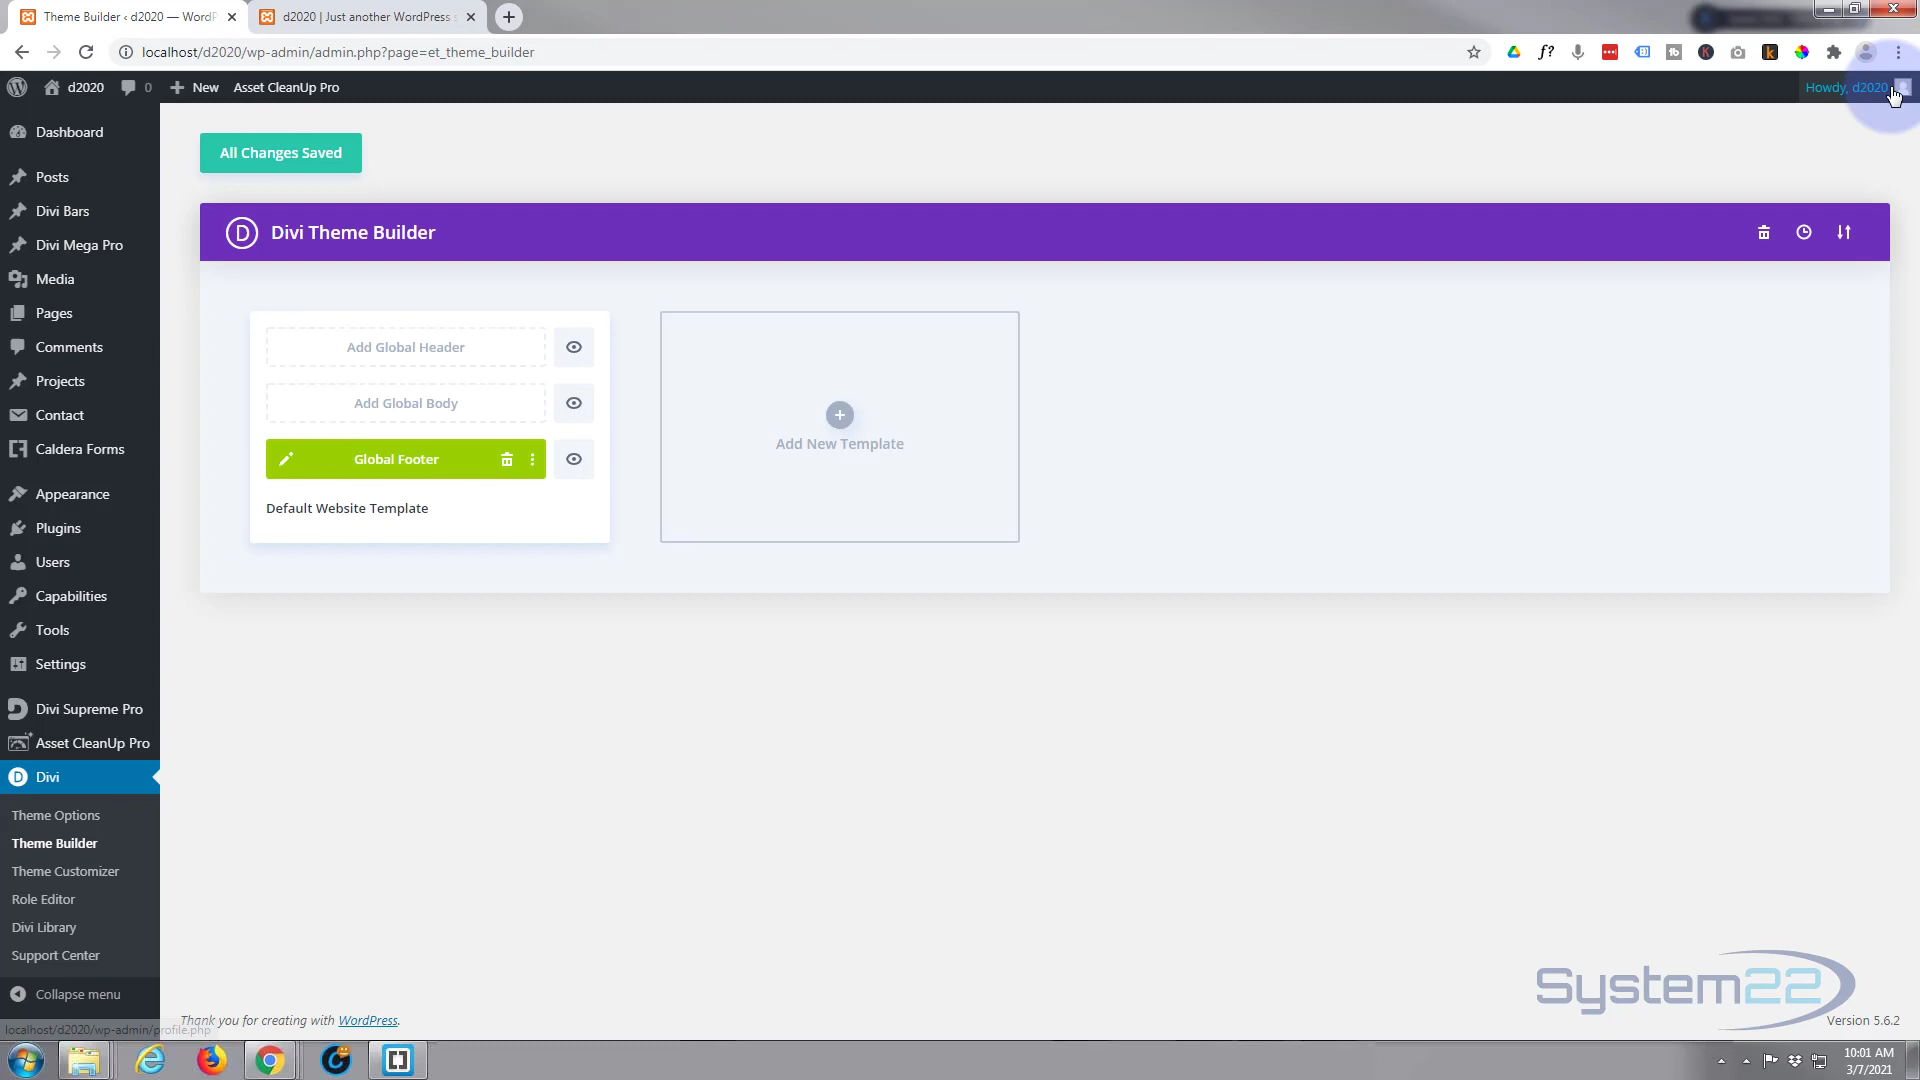 Theme Builder ‹ d2020 — WordP
d2020 | Just another WordPress s
localhost/d2020/wp-admin/admin.php?page=et_theme_builder
d2020
0
New
Asset CleanUp Pro
Howdy, d2020
Dashboard
Posts
Divi Bars
Divi Mega Pro
Media
Pages
Comments
Projects
Contact
Caldera Forms
Appearance
Plugins
Users
Capabilities
Tools
Settings
Divi Supreme Pro
Asset CleanUp Pro
Divi
Theme Options
Theme Builder
Theme Customizer
Role Editor
Divi Library
Support Center
Collapse menu
All Changes Saved
Divi Theme Builder
Add Global Header
Add Global Body
Global Footer
Default Website Template
Add New Template
System22
Thank you for creating with WordPress.
Version 5.6.2
localhost/d2020/wp-admin/profile.php
10:01 AM
3/7/2021